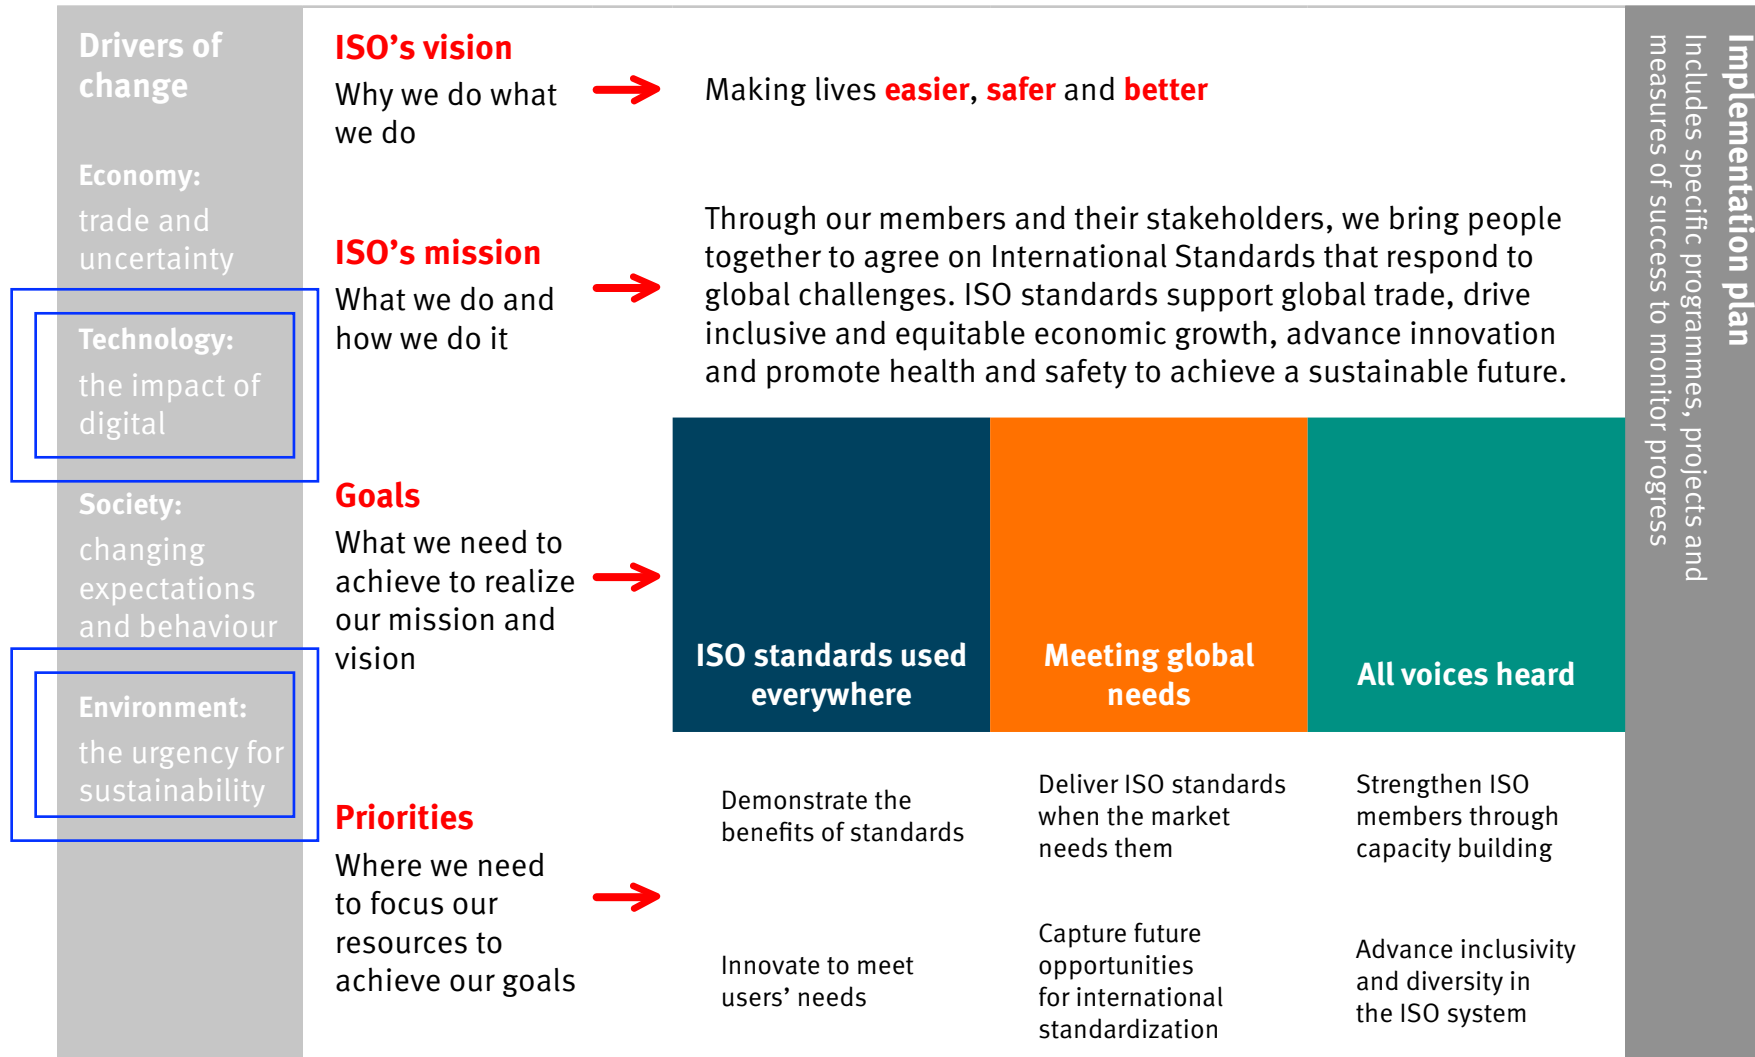 Drivers of
change
Economy:
trade and
uncertainty
Technology:
the impact of
digital
Society:
changing
expectations
and behaviour
Environment:
the urgency for
sustainability
ISO’s vision
Why we do what
we do
Making lives easier, safer and better
ISO’s mission
What we do and
how we do it
Through our members and their stakeholders, we bring people
together to agree on International Standards that respond to
global challenges. ISO standards support global trade, drive
inclusive and equitable economic growth, advance innovation
and promote health and safety to achieve a sustainable future.
Goals
What we need to
achieve to realize
our mission and
vision
ISO standards used
everywhere
Meeting global
needs
All voices heard
Priorities
Where we need
to focus our
resources to
achieve our goals
Demonstrate the
benefits of standards
Innovate to meet
users’ needs
Deliver ISO standards
when the market
needs them
Capture future
opportunities
for international
standardization
Strengthen ISO
members through
capacity building
Advance inclusivity
and diversity in
the ISO system
Implementation plan
Includes specific programmes, projects and
measures of success to monitor progress